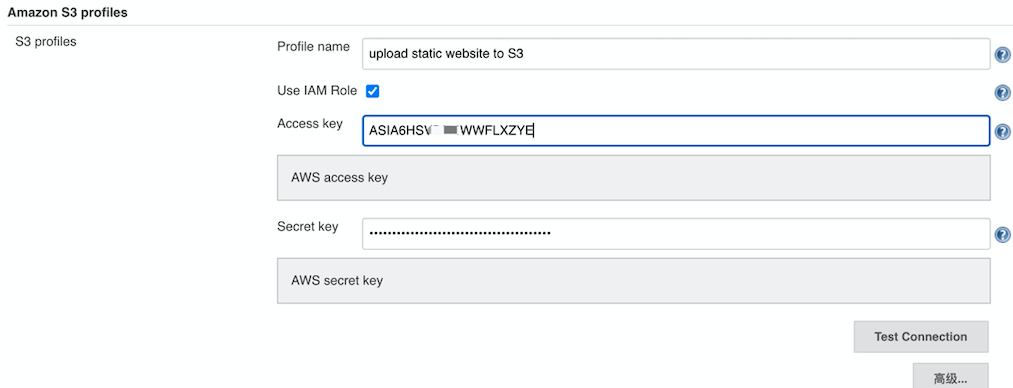 Amazon S3 profiles
S3 profiles
Profile name
upload static website to S3
Use IAM Role
Access key
ASIA6HSV WWFLXZYE
AWS access key
Secret key
••••••••••••••••••••••••••••••••••••••••
AWS secret key
Test Connection
高级...